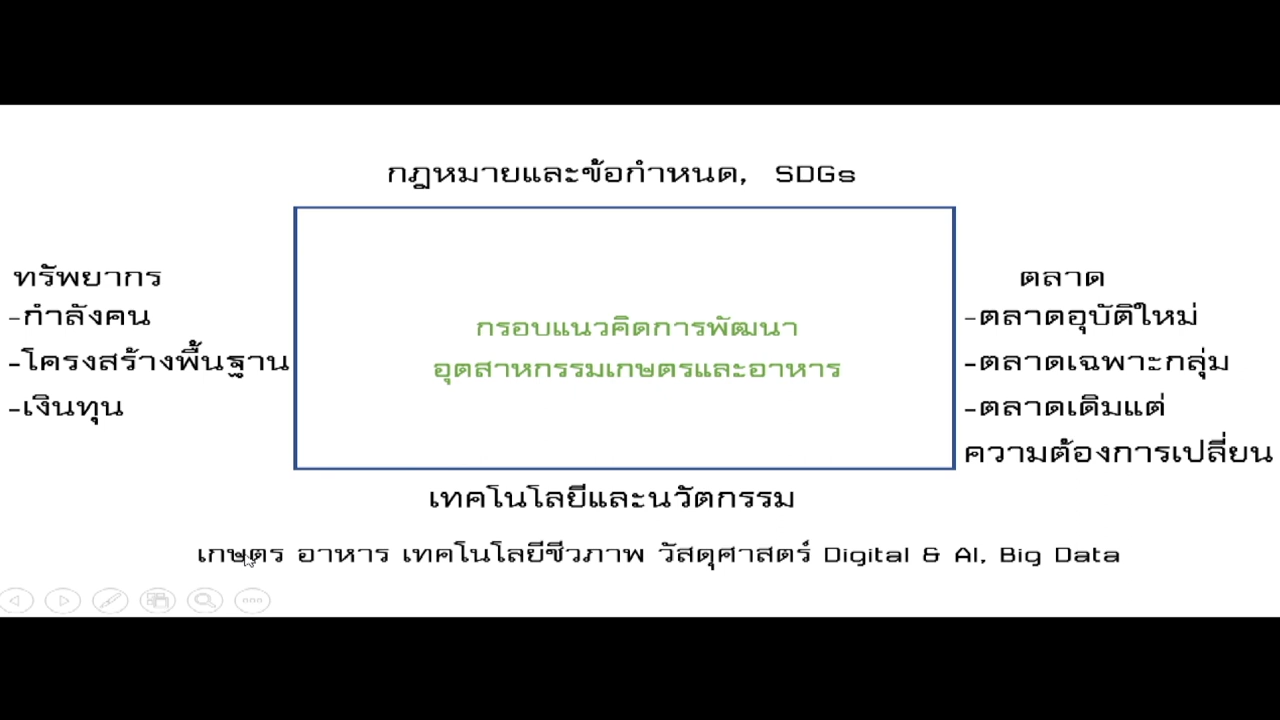 กฎหมายและข้อกำหนด, SDGs
ทรัพยากร
-กำลังคน
-โครงสร้างพื้นฐาน
-เงินทุน
กรอบแนวคิดการพัฒนา
อุตสาหกรรมเกษตรและอาหาร
ตลาด
-ตลาดอุบัติใหม่
-ตลาดเฉพาะกลุ่ม
-ตลาดเดิมแต่
ความต้องการเปลี่ยน
เทคโนโลยีและนวัตกรรม
เกษตร อาหาร เทคโนโลยีชีวภาพ วัสดุศาสตร์ Digital & AI, Big Data